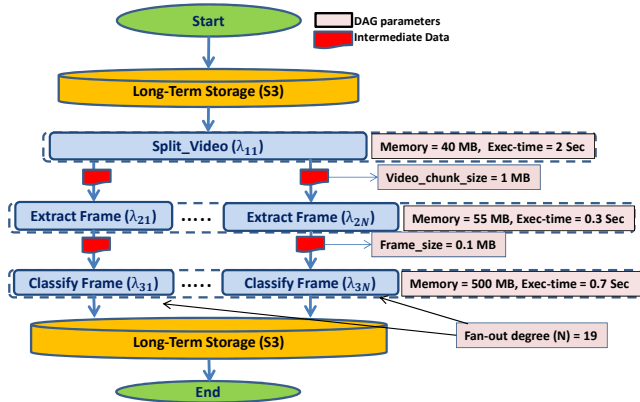 Start
DAG parameters
Intermediate Data
Long-Term Storage (S3)
Split_Video (λ₁₁)
Memory = 40 MB, Exec-time = 2 Sec
Video_chunk_size = 1 MB
Extract Frame (λ₂₁)
.....
Extract Frame (λ₂N)
Memory = 55 MB, Exec-time = 0.3 Sec
Frame_size = 0.1 MB
Classify Frame (λ₃₁)
.....
Classify Frame (λ₃N)
Memory = 500 MB, Exec-time = 0.7 Sec
Long-Term Storage (S3)
Fan-out degree (N) = 19
End